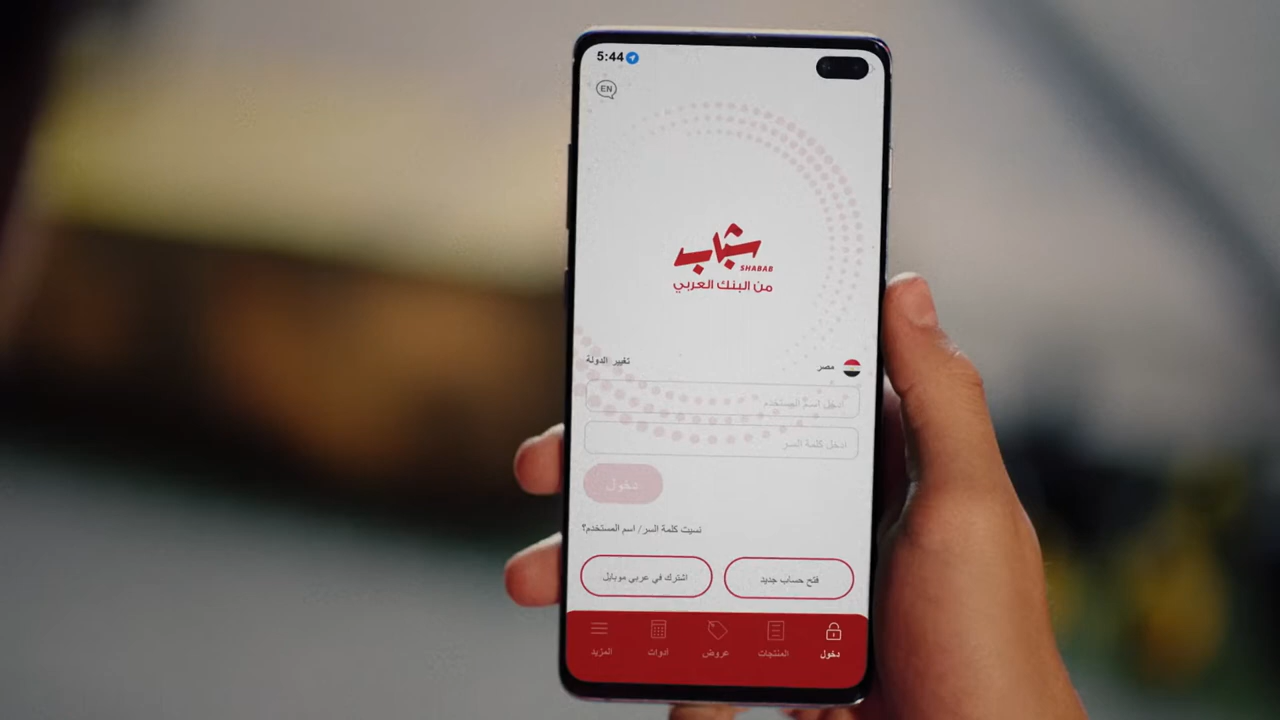 5:44
EN
شباب
SHABAB
من البنك العربي
مصر
تغيير الدولة
ادخل اسم المستخدم
ادخل كلمة السر
دخول
نسيت كلمة السر/ اسم المستخدم؟
فتح حساب جديد
اشترك في عربي موبايل
دخول
المنتجات
عروض
أدوات
المزيد